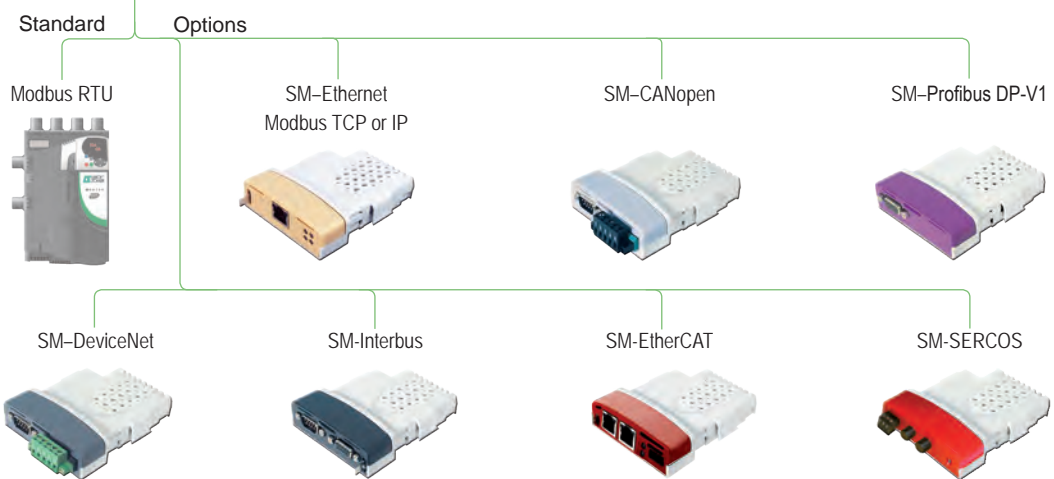 Standard
Options
Modbus RTU
SM–Ethernet
Modbus TCP or IP
SM–CANopen
SM–Profibus DP-V1
SM–DeviceNet
SM-Interbus
SM-EtherCAT
SM-SERCOS